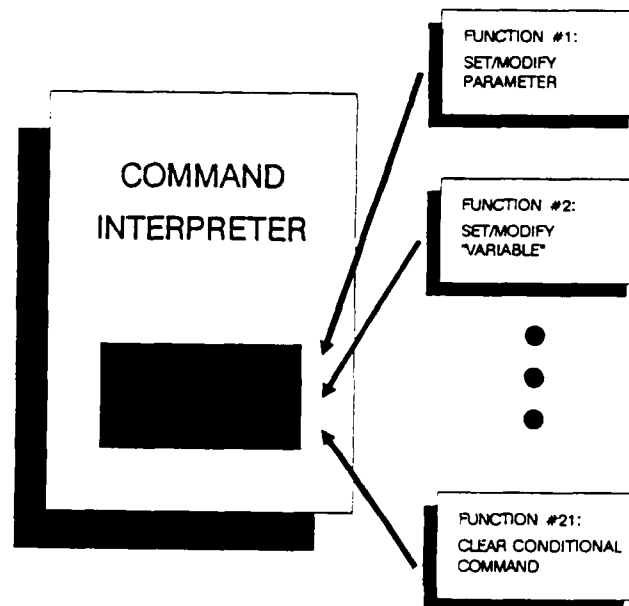 COMMAND
INTERPRETER
FUNCTION #1:
SET/MODIFY
PARAMETER
FUNCTION #2:
SET/MODIFY
"VARIABLE"
FUNCTION #21:
CLEAR CONDITIONAL
COMMAND